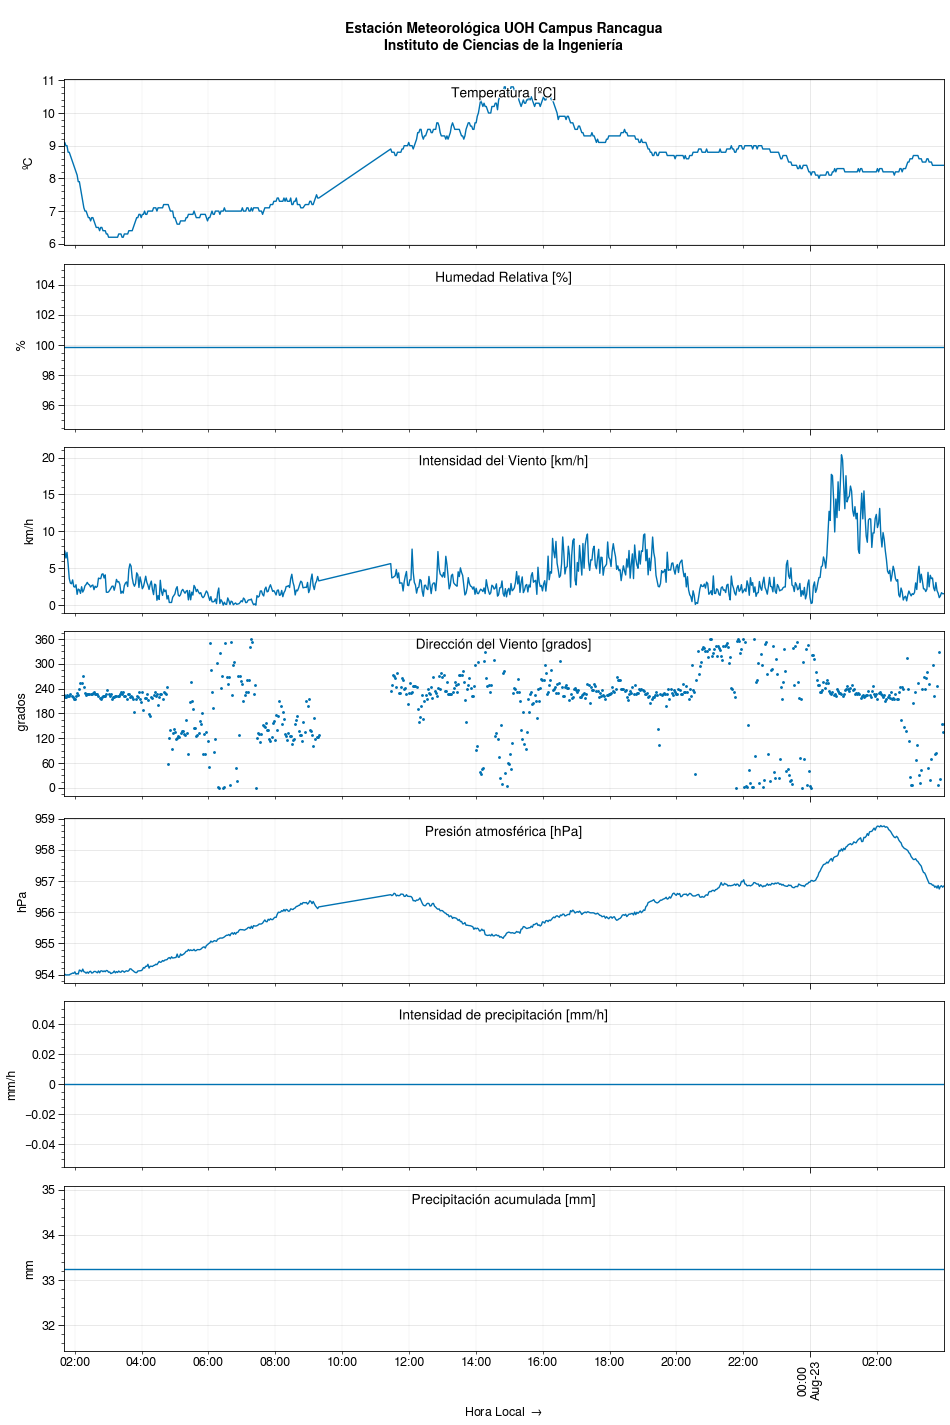 Estación Meteorológica UOH Campus Rancagua
Instituto de Ciencias de la Ingeniería
Temperatura [ºC]
ºC
11
10
9
8
7
6
Humedad Relativa [%]
%
104
102
100
98
96
Intensidad del Viento [km/h]
km/h
20
15
10
5
0
Dirección del Viento [grados]
grados
360
300
240
180
120
60
0
Presión atmosférica [hPa]
hPa
959
958
957
956
955
954
Intensidad de precipitación [mm/h]
mm/h
0.04
0.02
0
−0.02
−0.04
Precipitación acumulada [mm]
mm
35
34
33
32
02:00 04:00 06:00 08:00 10:00 12:00 14:00 16:00 18:00 20:00 22:00 00:00 02:00
Aug-23
Hora Local →